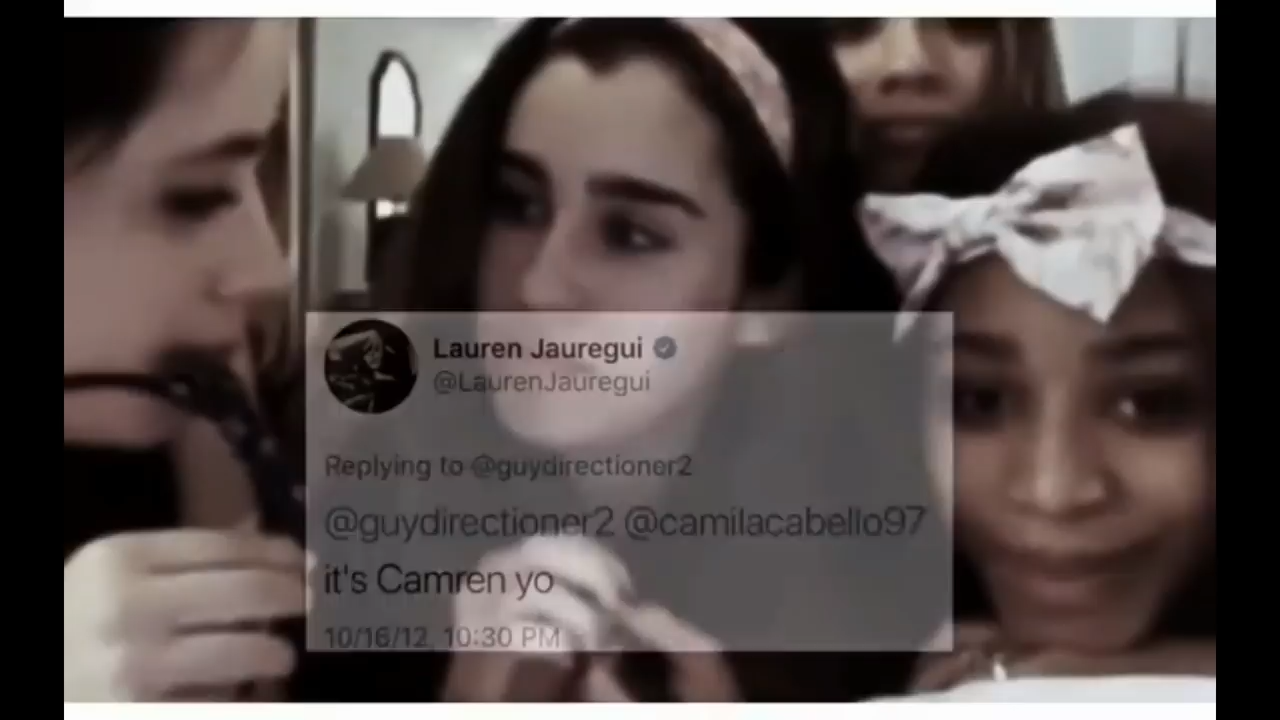 Lauren Jauregui
@LaurenJauregui
Replying to @guydirectioner2
@guydirectioner2 @camilacabello97
it's Camren yo
10/16/12, 10:30 PM